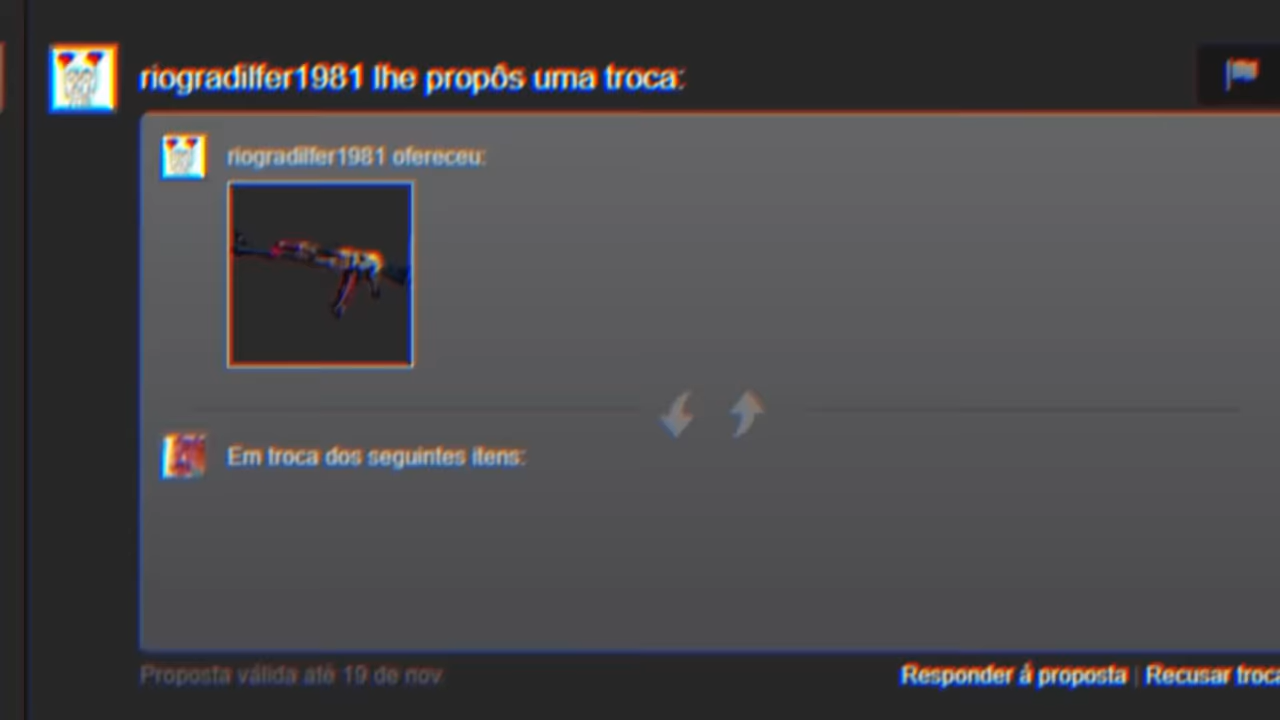 riogradilfer1981 lhe propôs uma troca:
riogradilfer1981 ofereceu:
Em troca dos seguintes itens:
Proposta válida até 19 de nov
Responder à proposta | Recusar troca